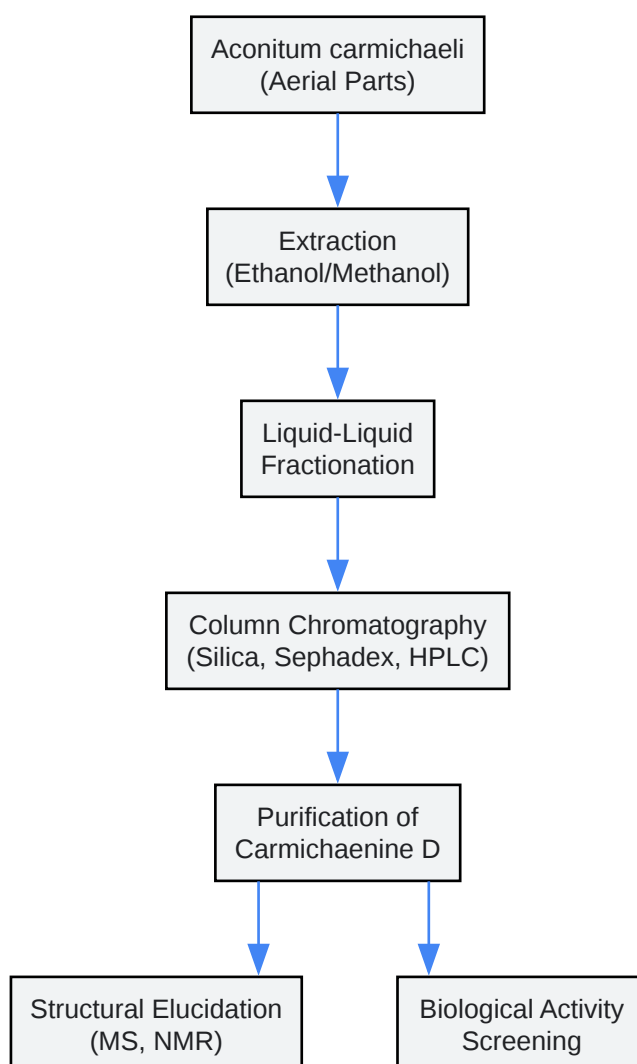 Aconitum carmichaeli
(Aerial Parts)
Extraction
(Ethanol/Methanol)
Liquid-Liquid
Fractionation
Column Chromatography
(Silica, Sephadex, HPLC)
Purification of
Carmichaenine D
Structural Elucidation
(MS, NMR)
Biological Activity
Screening